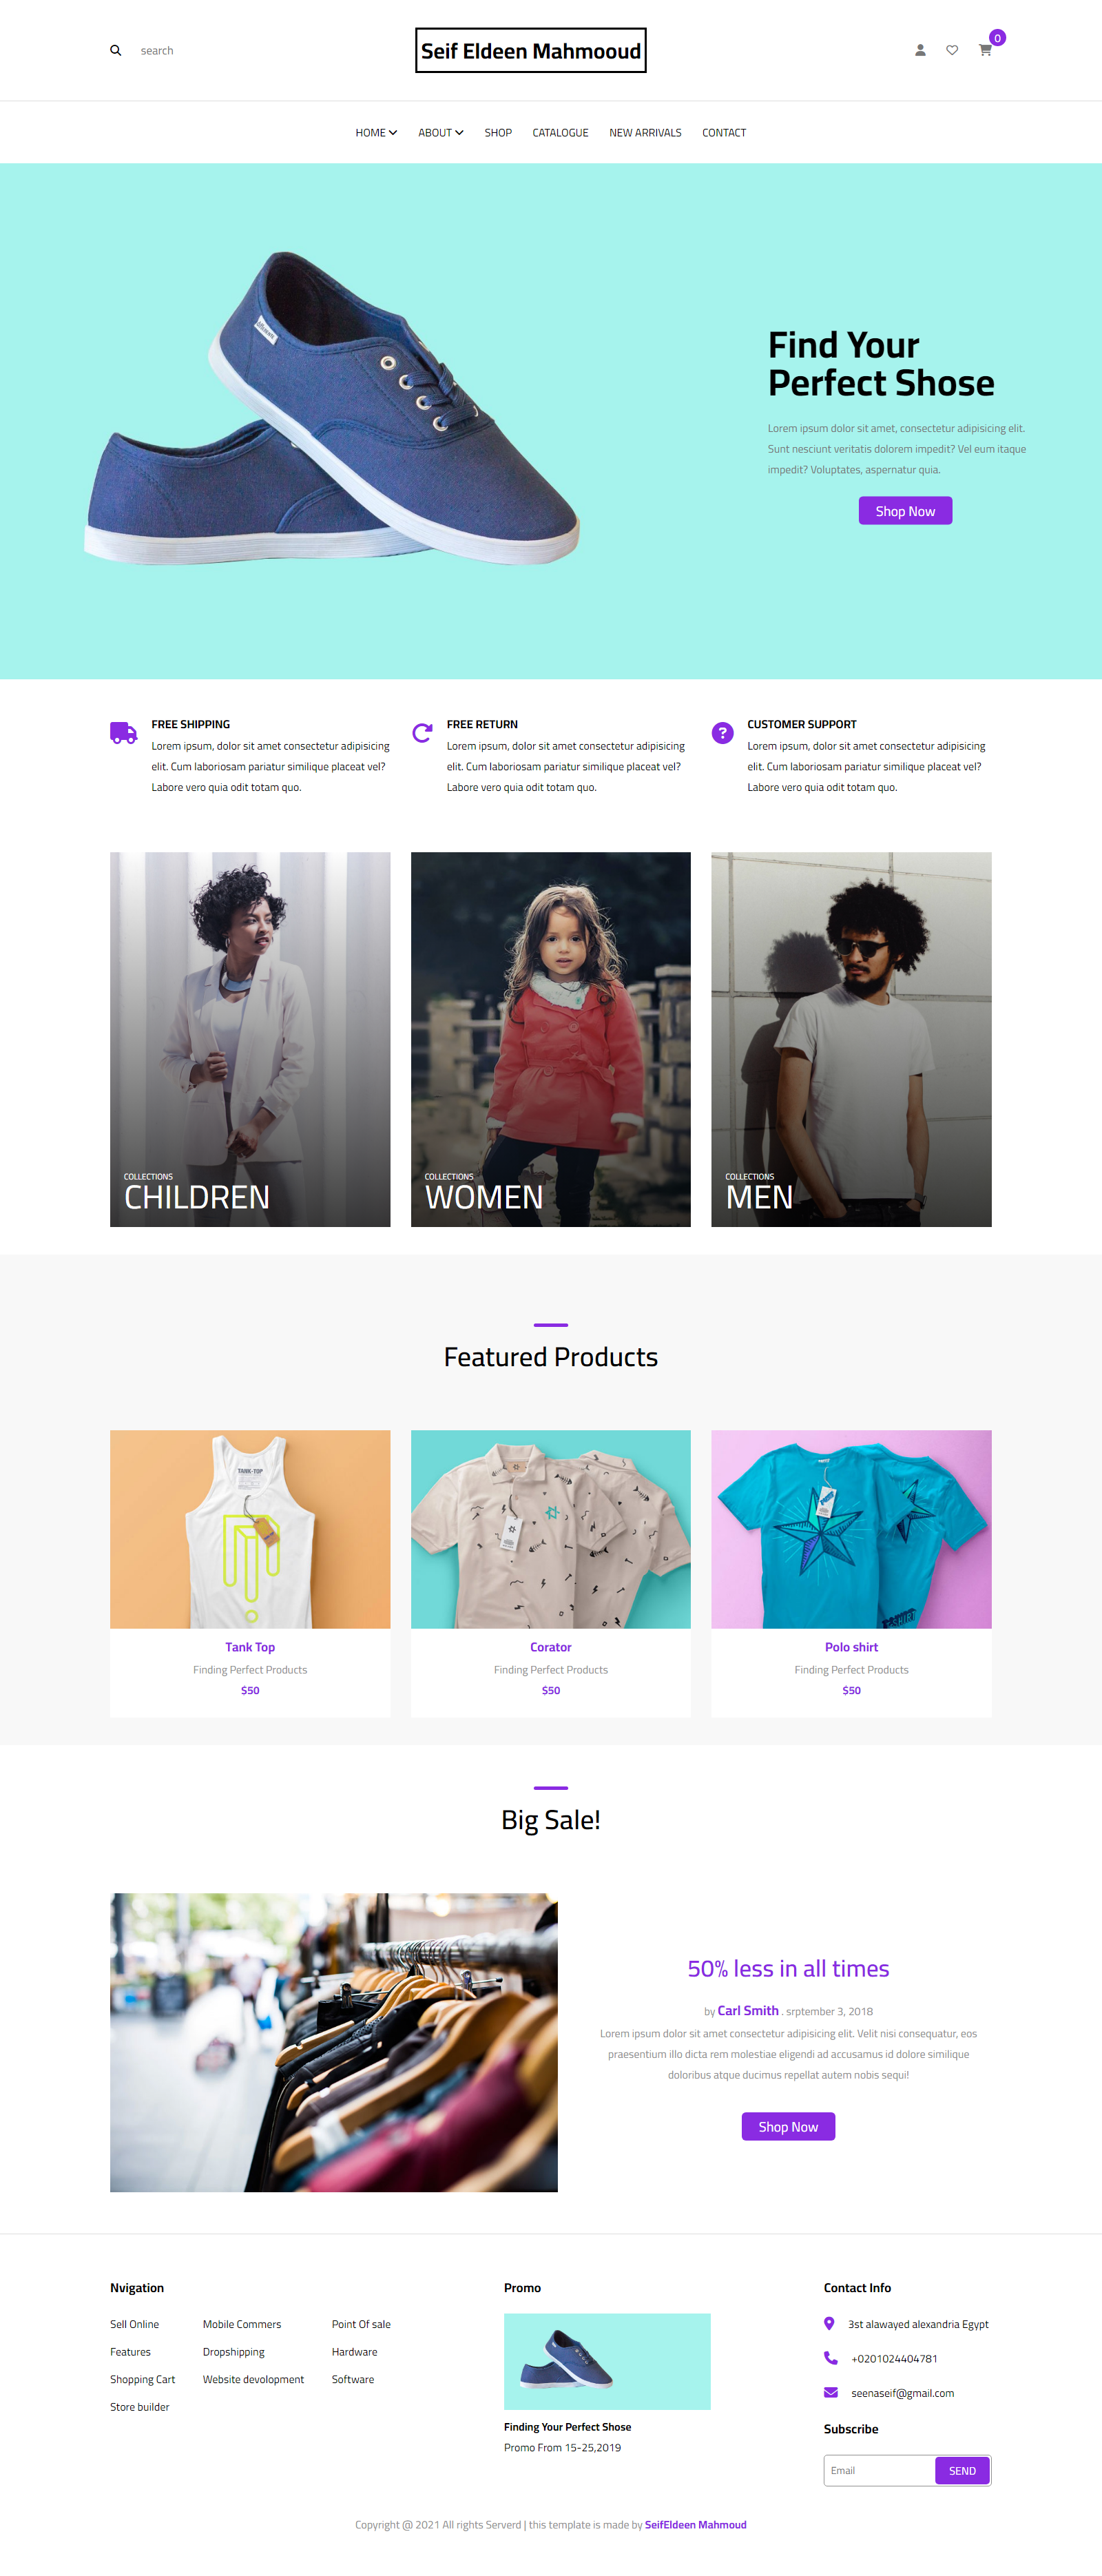 search
Seif Eldeen Mahmooud
0
HOME ABOUT SHOP CATALOGUE NEW ARRIVALS CONTACT
Find Your
Perfect Shose
Lorem ipsum dolor sit amet, consectetur adipisicing elit.
Sunt nesciunt veritatis dolorem impedit? Vel eum itaque
impedit? Voluptates, aspernatur quia.
Shop Now
FREE SHIPPING
Lorem ipsum, dolor sit amet consectetur adipisicing
elit. Cum laboriosam pariatur similique placeat vel?
Labore vero quia odit totam quo.
FREE RETURN
Lorem ipsum, dolor sit amet consectetur adipisicing
elit. Cum laboriosam pariatur similique placeat vel?
Labore vero quia odit totam quo.
CUSTOMER SUPPORT
Lorem ipsum, dolor sit amet consectetur adipisicing
elit. Cum laboriosam pariatur similique placeat vel?
Labore vero quia odit totam quo.
COLLECTIONS
CHILDREN
COLLECTIONS
WOMEN
COLLECTIONS
MEN
Featured Products
TANK-TOP
T-SHIRT
Tank Top
Finding Perfect Products
$50
Corator
Finding Perfect Products
$50
Polo shirt
Finding Perfect Products
$50
Big Sale!
50% less in all times
by Carl Smith . srptember 3, 2018
Lorem ipsum dolor sit amet consectetur adipisicing elit. Velit nisi consequatur, eos
praesentium illo dicta rem molestiae eligendi ad accusamus id dolore similique
doloribus atque ducimus repellat autem nobis sequi!
Shop Now
Nvigation
Sell Online
Features
Shopping Cart
Store builder
Mobile Commers
Dropshipping
Website devolopment
Point Of sale
Hardware
Software
Promo
Finding Your Perfect Shose
Promo From 15-25,2019
Contact Info
3st alawayed alexandria Egypt
+0201024404781
seenaseif@gmail.com
Subscribe
Email
SEND
Copyright @ 2021 All rights Serverd | this template is made by SeifEldeen Mahmoud